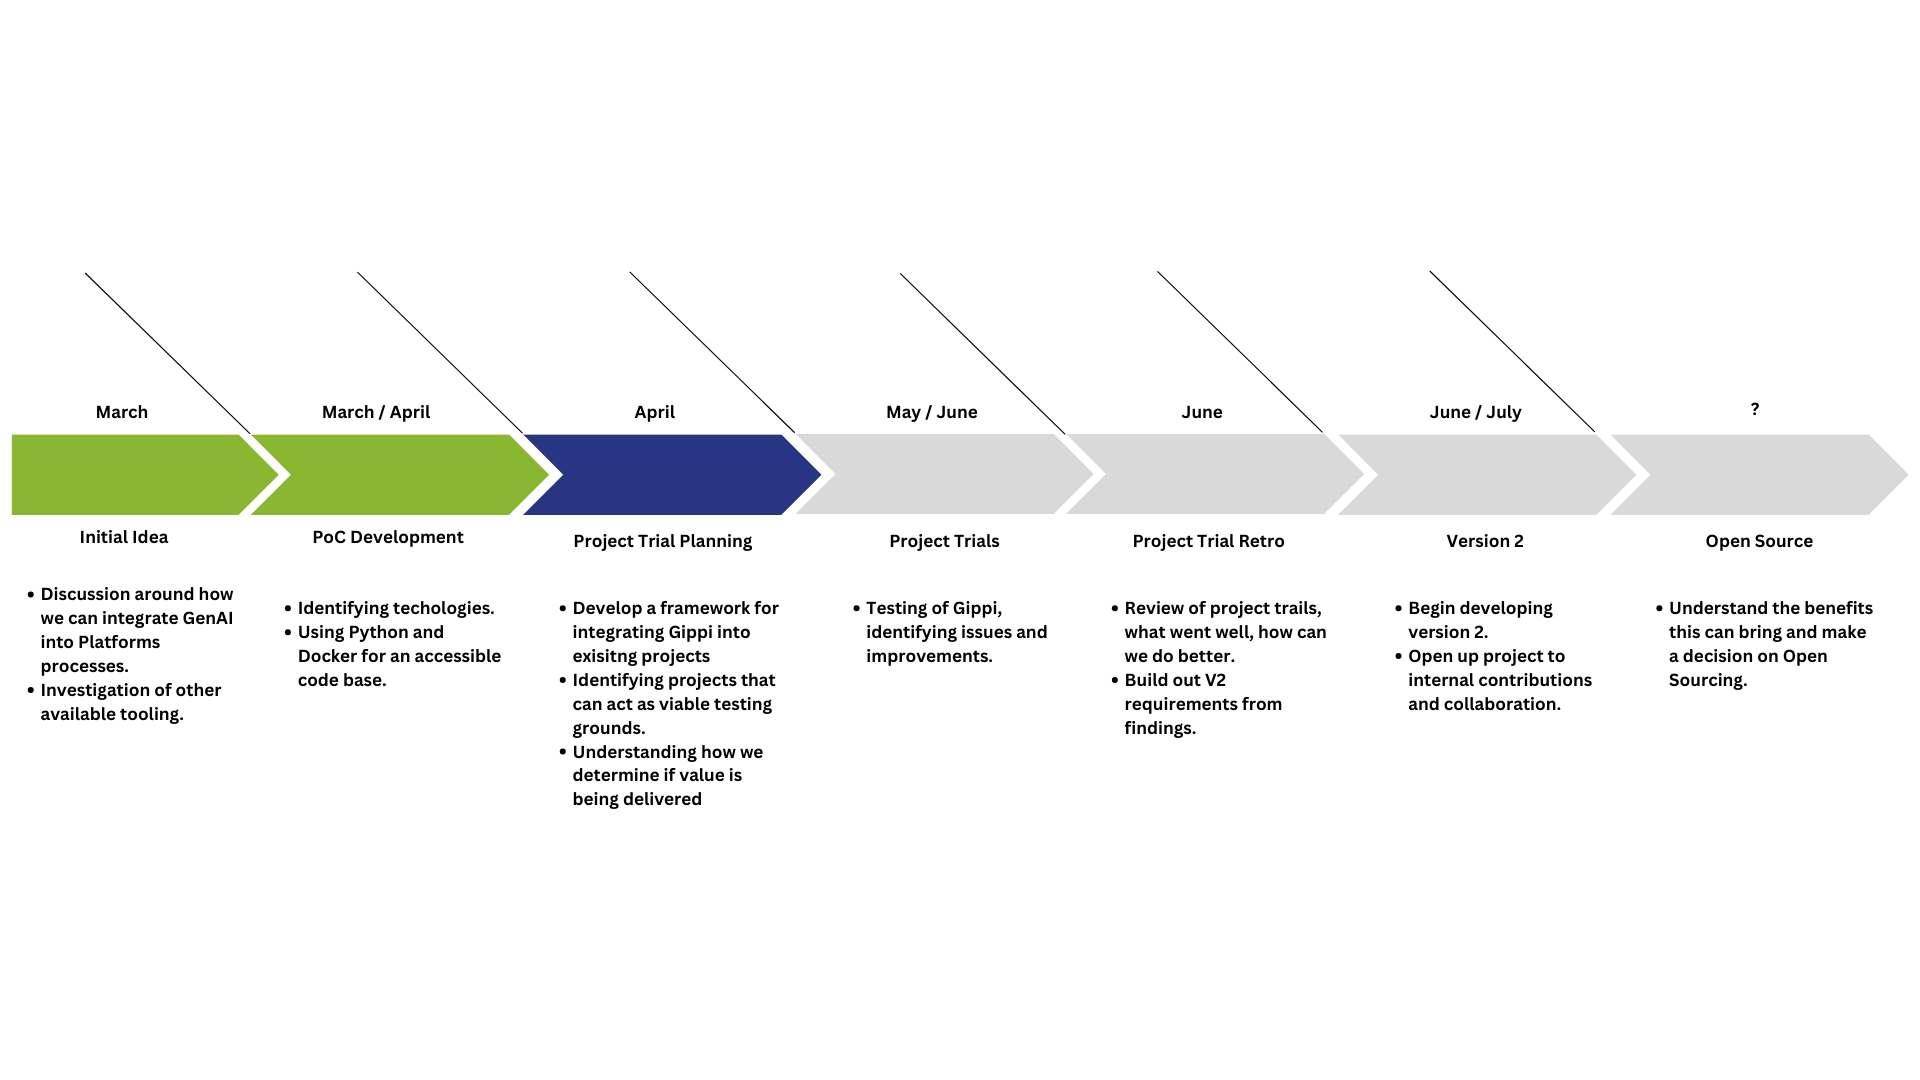 March
March / April
April
May / June
June
June / July
?
Initial Idea
PoC Development
Project Trial Planning
Project Trials
Project Trial Retro
Version 2
Open Source
• Discussion around how
we can integrate GenAI
into Platforms
processes.
• Investigation of other
available tooling.
• Identifying techologies.
• Using Python and
Docker for an accessible
code base.
• Develop a framework for
integrating Gippi into
exisitng projects
• Identifying projects that
can act as viable testing
grounds.
• Understanding how we
determine if value is
being delivered
• Testing of Gippi,
identifying issues and
improvements.
• Review of project trails,
what went well, how can
we do better.
• Build out V2
requirements from
findings.
• Begin developing
version 2.
• Open up project to
internal contributions
and collaboration.
• Understand the benefits
this can bring and make
a decision on Open
Sourcing.